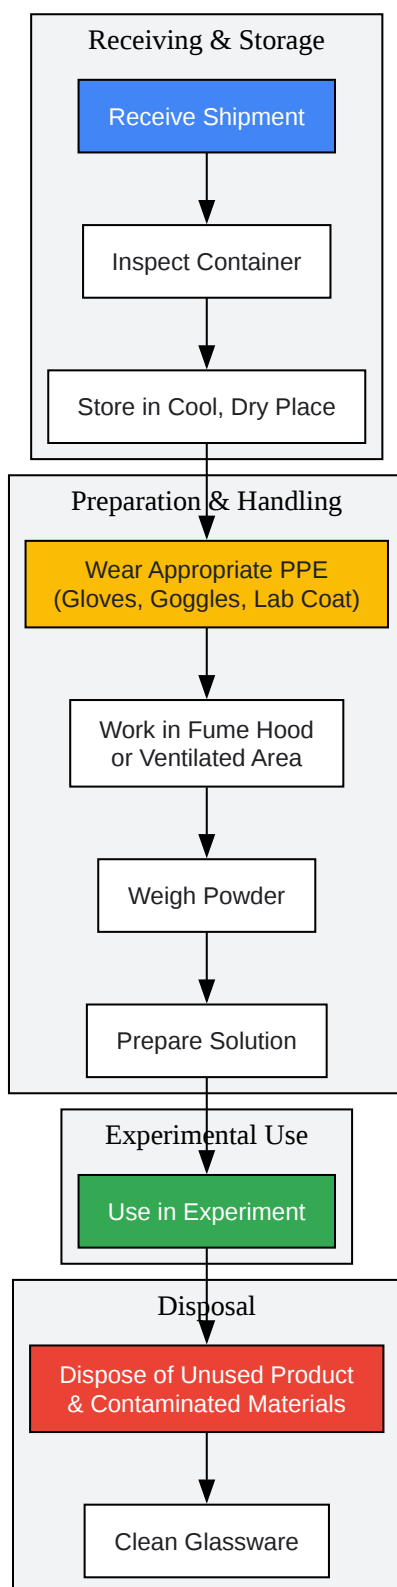 Receiving & Storage
Receive Shipment
Inspect Container
Store in Cool, Dry Place
Preparation & Handling
Wear Appropriate PPE
(Gloves, Goggles, Lab Coat)
Work in Fume Hood
or Ventilated Area
Weigh Powder
Prepare Solution
Experimental Use
Use in Experiment
Disposal
Dispose of Unused Product
& Contaminated Materials
Clean Glassware